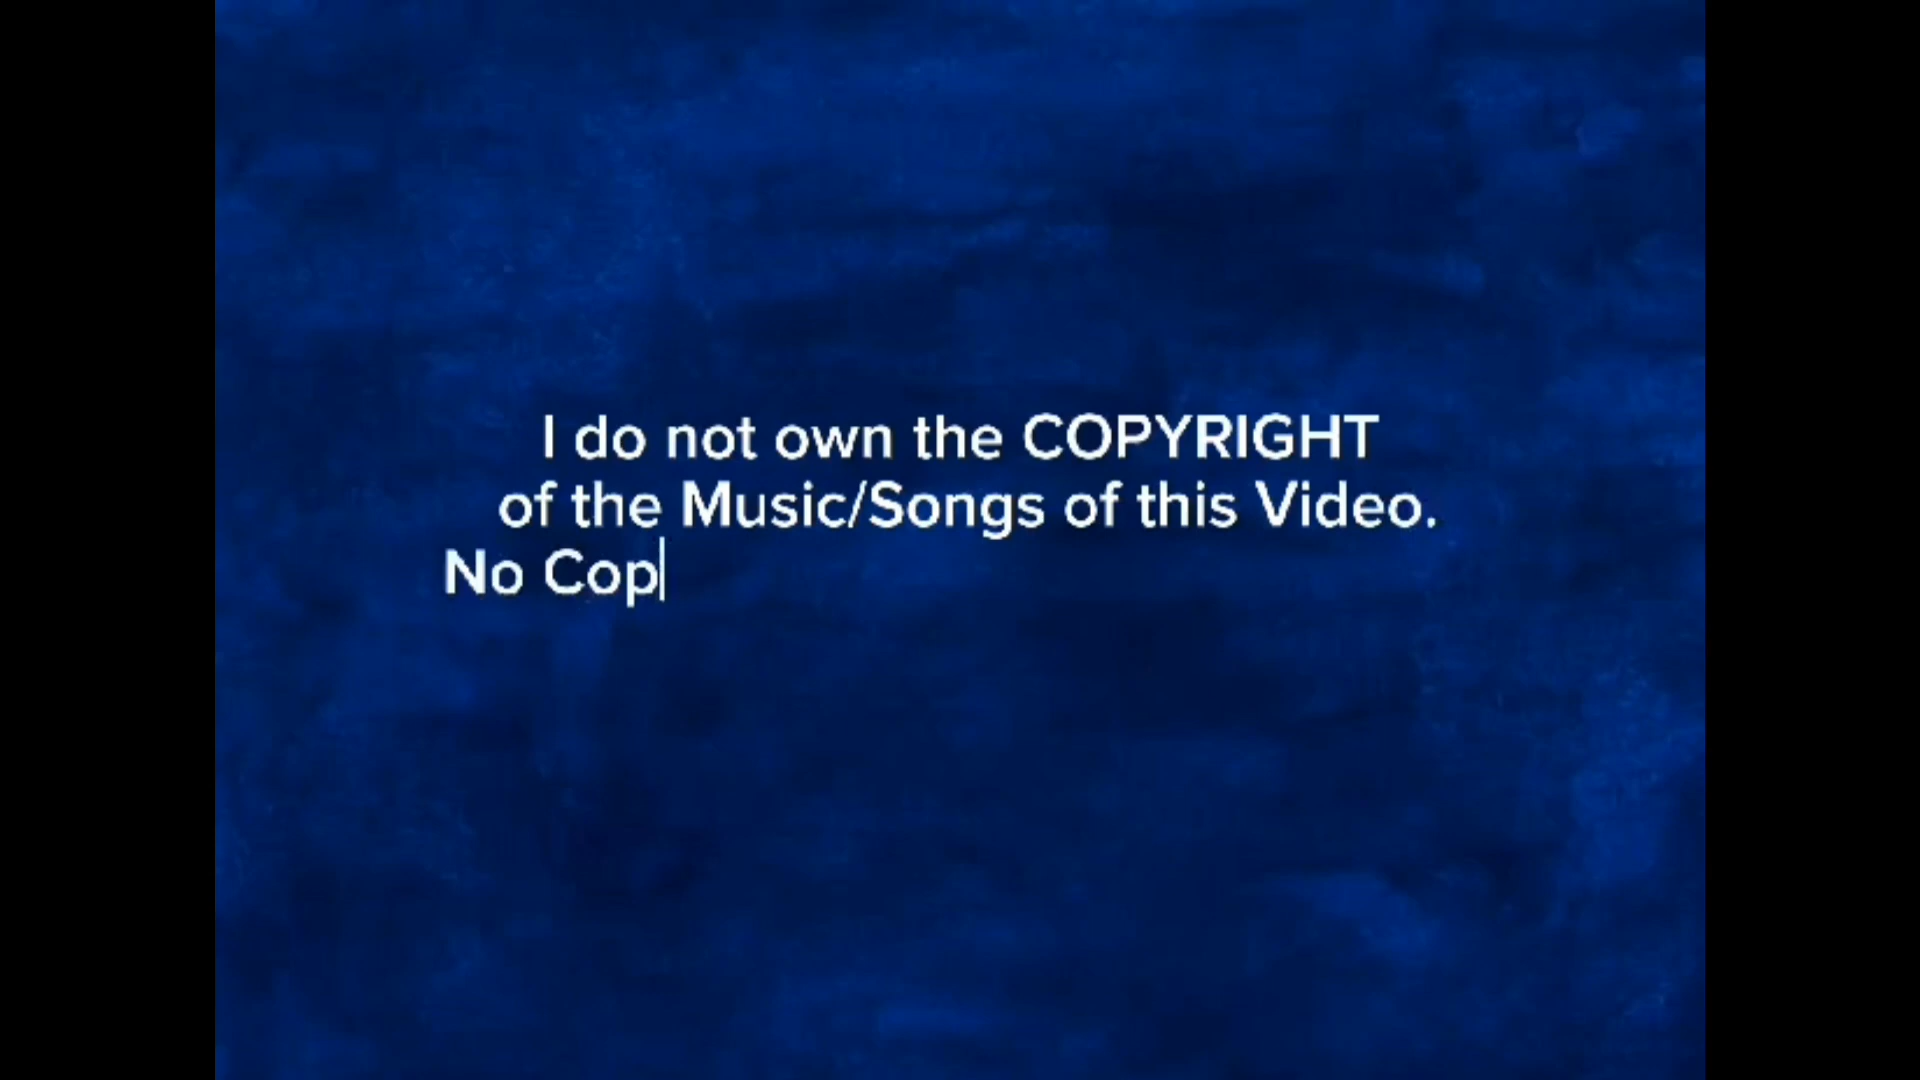 I do not own the COPYRIGHT
of the Music/Songs of this Video.
No Cop